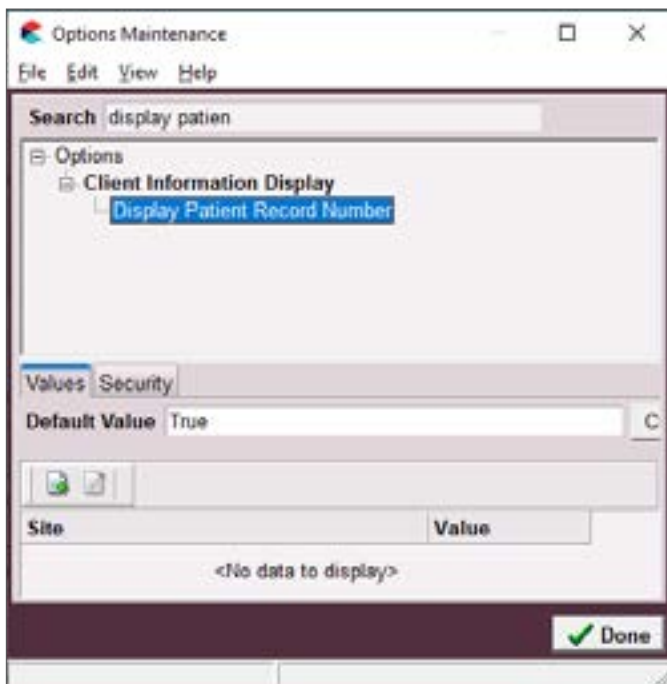 Options Maintenance
File Edit View Help
Search display patien
Options
Client Information Display
Display Patient Record Number
Values Security
Default Value True C
Site Value
<No data to display>
Done